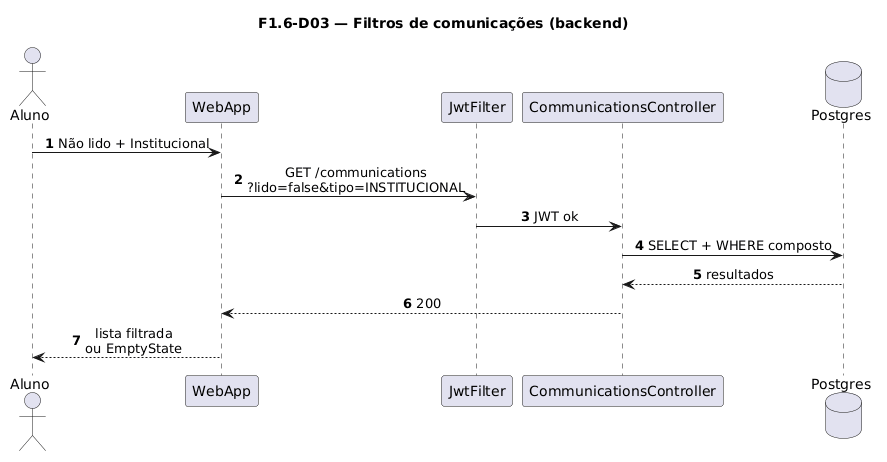 F1.6-D03 — Filtros de comunicações (backend)
Aluno
WebApp
JwtFilter
CommunicationsController
Postgres
1 Não lido + Institucional
2 GET /communications
?lido=false&tipo=INSTITUCIONAL
3 JWT ok
4 SELECT + WHERE composto
5 resultados
6 200
7 lista filtrada
ou EmptyState
Aluno
WebApp
JwtFilter
CommunicationsController
Postgres